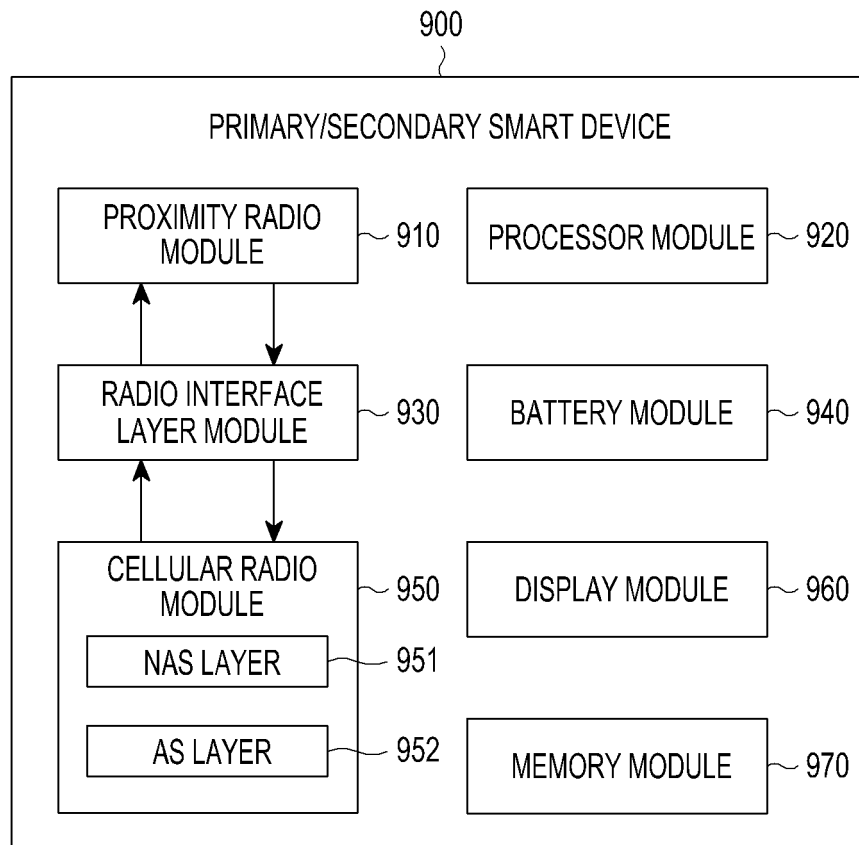 900
PRIMARY/SECONDARY SMART DEVICE
PROXIMITY RADIO
MODULE
910
PROCESSOR MODULE
920
RADIO INTERFACE
LAYER MODULE
930
BATTERY MODULE
940
CELLULAR RADIO
MODULE
950
NAS LAYER
951
AS LAYER
952
DISPLAY MODULE
960
MEMORY MODULE
970